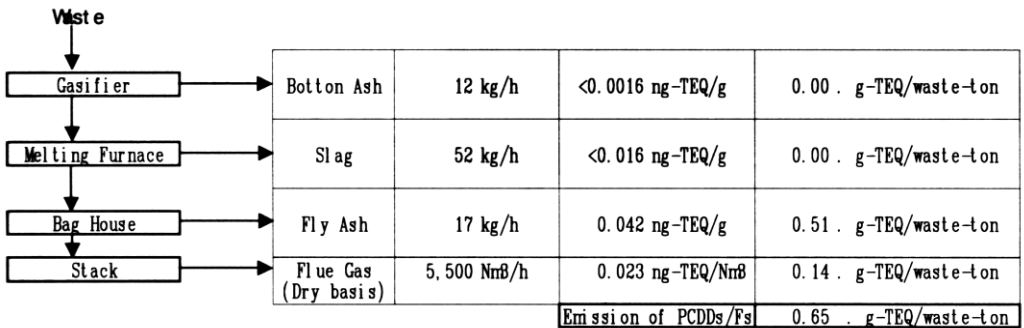 Waste
Gasifier
Botton Ash
12 kg/h
<0.0016 ng-TEQ/g
0.00 . g-TEQ/waste-ton
Melting Furnace
Slag
52 kg/h
<0.016 ng-TEQ/g
0.00 . g-TEQ/waste-ton
Bag House
Fly Ash
17 kg/h
0.042 ng-TEQ/g
0.51 . g-TEQ/waste-ton
Stack
Flue Gas
(Dry basis)
5,500 Nm3/h
0.023 ng-TEQ/Nm3
0.14 . g-TEQ/waste-ton
Emission of PCDDs/Fs
0.65 . g-TEQ/waste-ton